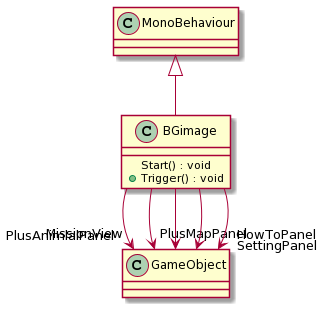 C MonoBehaviour
C BGimage
Start() : void
Trigger() : void
PlusAnimalPanel
MissionView
PlusMapPanel
HowToPanel
SettingPanel
C GameObject